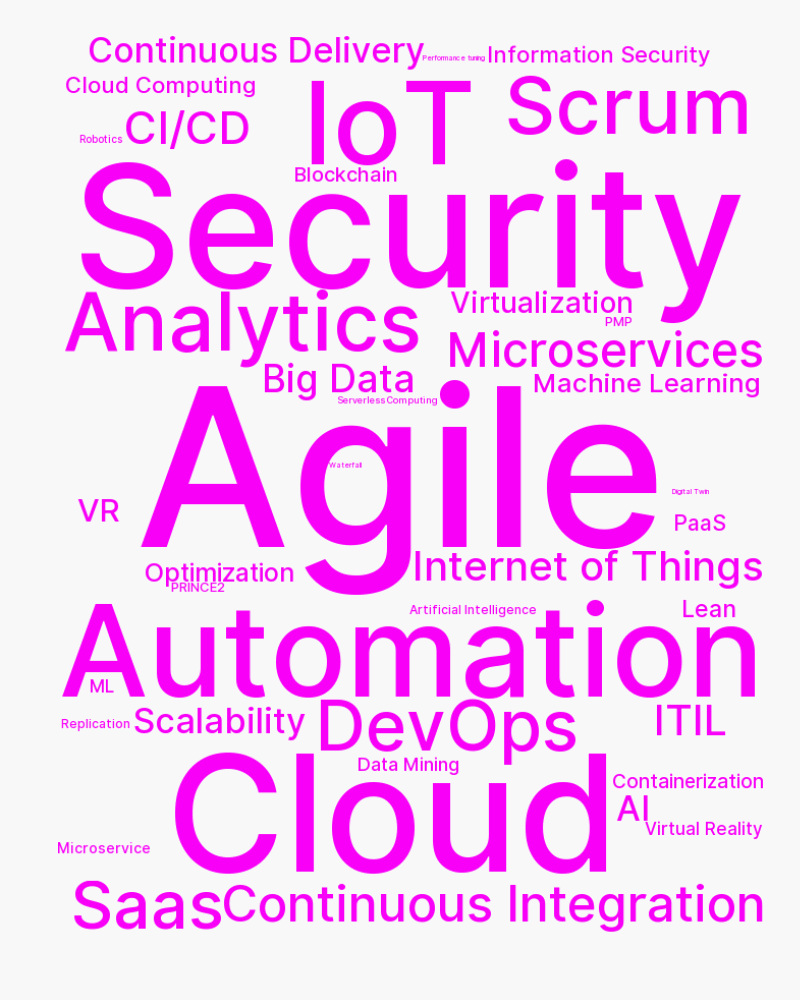 Continuous Delivery
Performance tuning
Information Security
Cloud Computing
IoT
Scrum
CI/CD
Robotics
Blockchain
Security
Analytics
Virtualization
PMP
Microservices
Big Data
Machine Learning
Serverless Computing
Agile
Waterfall
Digital Twin
VR
PaaS
Internet of Things
Optimization
PRINCE2
Artificial Intelligence
Lean
Automation
ML
Replication
Scalability
DevOps
ITIL
Data Mining
Cloud
Containerization
AI
Virtual Reality
Microservice
Saas
Continuous Integration